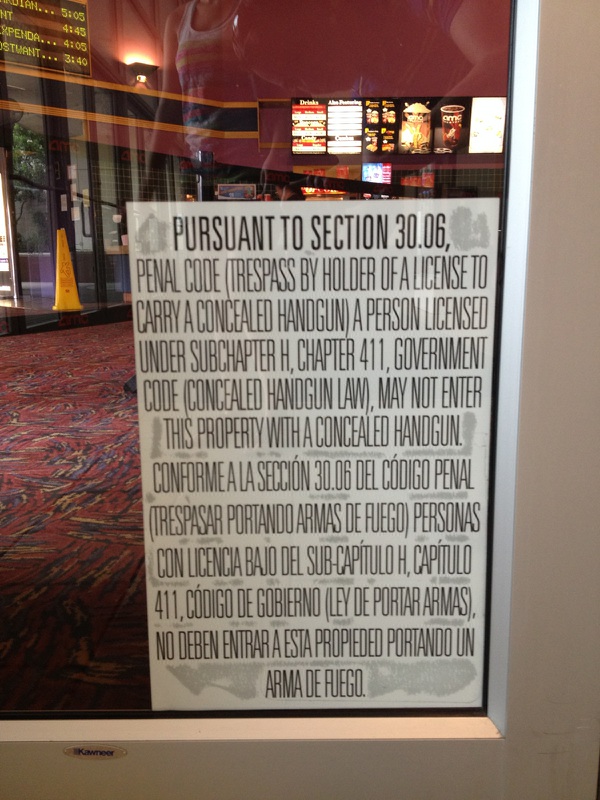 5:05
4:45
4:05
3:40
Drinks
Also Featuring
amc
PURSUANT TO SECTION 30.06,
PENAL CODE (TRESPASS BY HOLDER OF A LICENSE TO
CARRY A CONCEALED HANDGUN) A PERSON LICENSED
UNDER SUBCHAPTER H, CHAPTER 411, GOVERNMENT
CODE (CONCEALED HANDGUN LAW), MAY NOT ENTER
THIS PROPERTY WITH A CONCEALED HANDGUN.
CONFORME A LA SECCIÓN 30.06 DEL CÓDIGO PENAL
(TRESPASAR PORTANDO ARMAS DE FUEGO) PERSONAS
CON LICENCIA BAJO DEL SUB-CAPÍTULO H, CAPÍTULO
411, CÓDIGO DE GOBIERNO (LEY DE PORTAR ARMAS),
NO DEBEN ENTRAR A ESTA PROPIEDED PORTANDO UN
ARMA DE FUEGO.
Kawneer